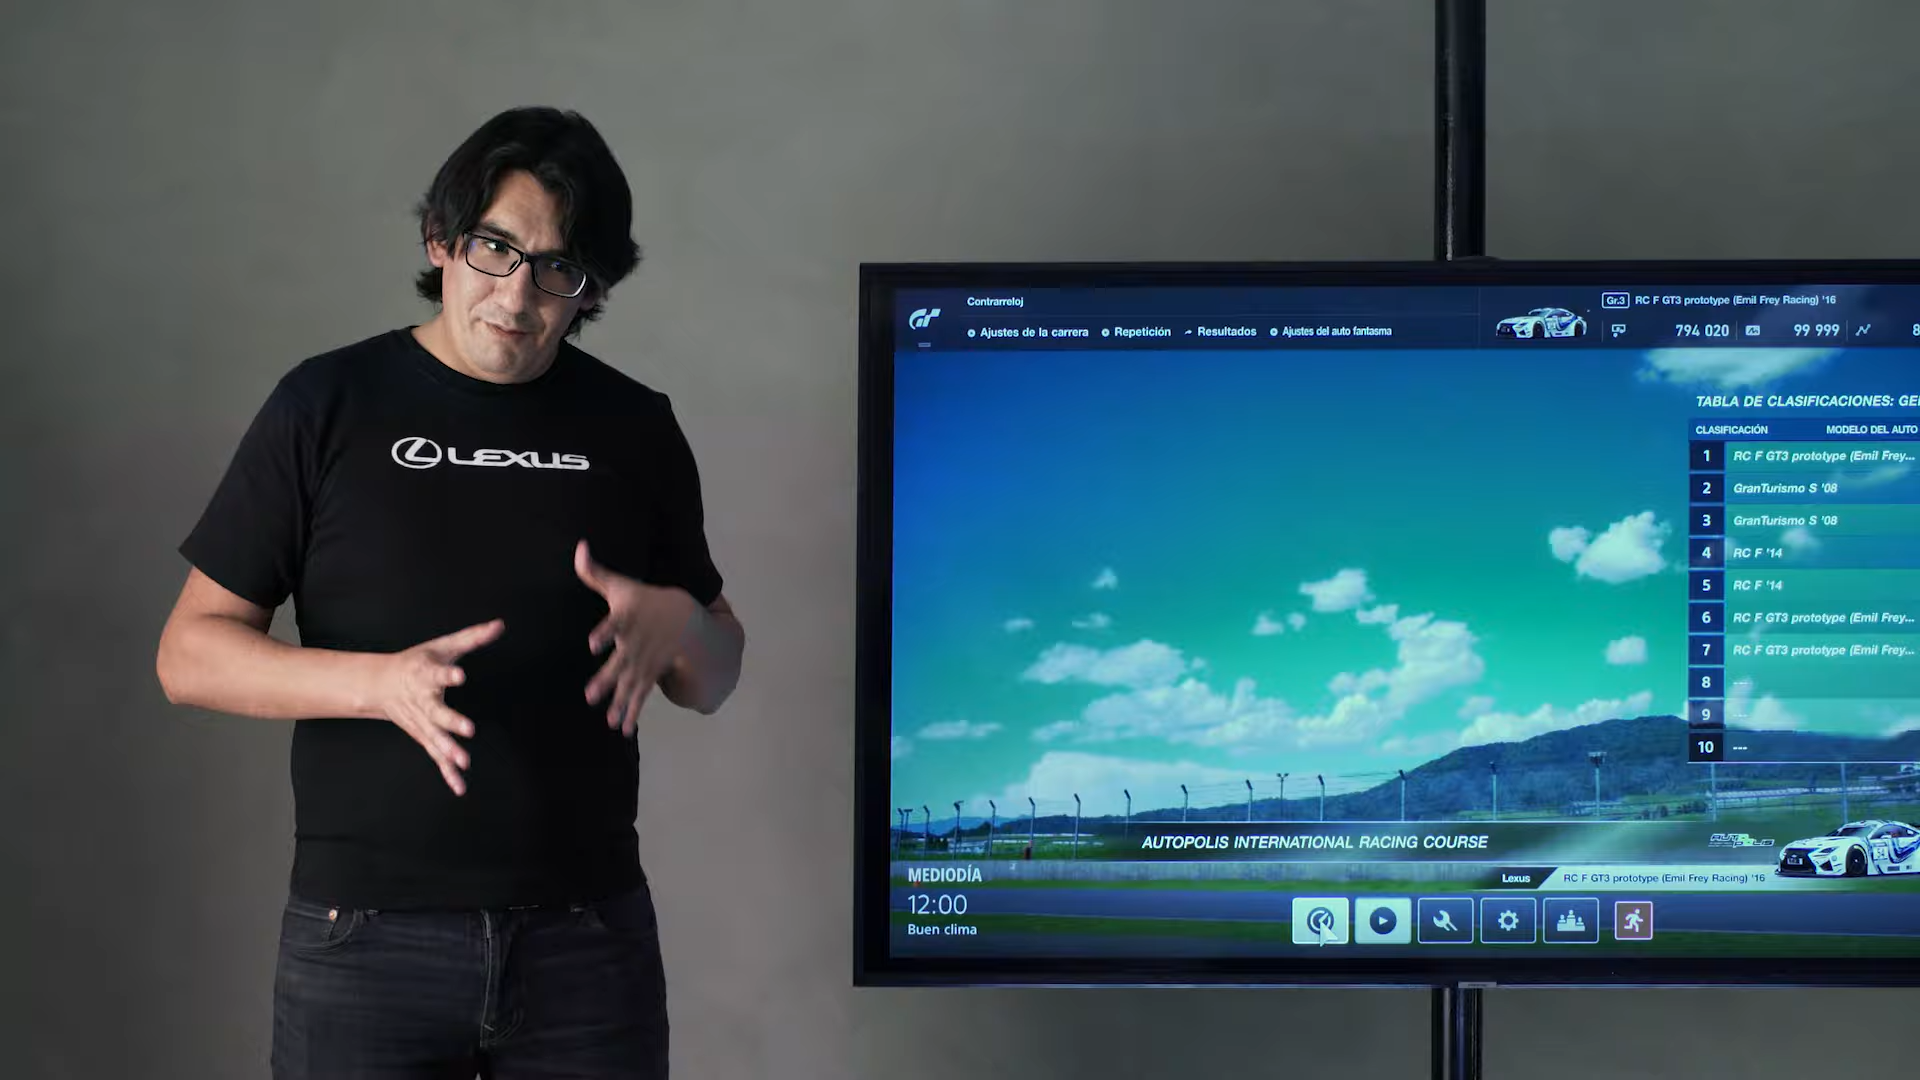 LEXUS
Contrarreloj
Ajustes de la carrera Repetición Resultados Ajustes del auto fantasma
Gr.3 RC F GT3 prototype (Emil Frey Racing) '16
794 020 99 999 8
TABLA DE CLASIFICACIONES: GE
CLASIFICACIÓN MODELO DEL AUTO
1 RC F GT3 prototype (Emil Frey...
2 GranTurismo S '08
3 GranTurismo S '08
4 RC F '14
5 RC F '14
6 RC F GT3 prototype (Emil Frey...
7 RC F GT3 prototype (Emil Frey...
8 ---
9 ---
10 ---
AUTOPOLIS INTERNATIONAL RACING COURSE
AUTOPOLIS
MEDIODÍA
Lexus RC F GT3 prototype (Emil Frey Racing) '16
12:00
Buen clima